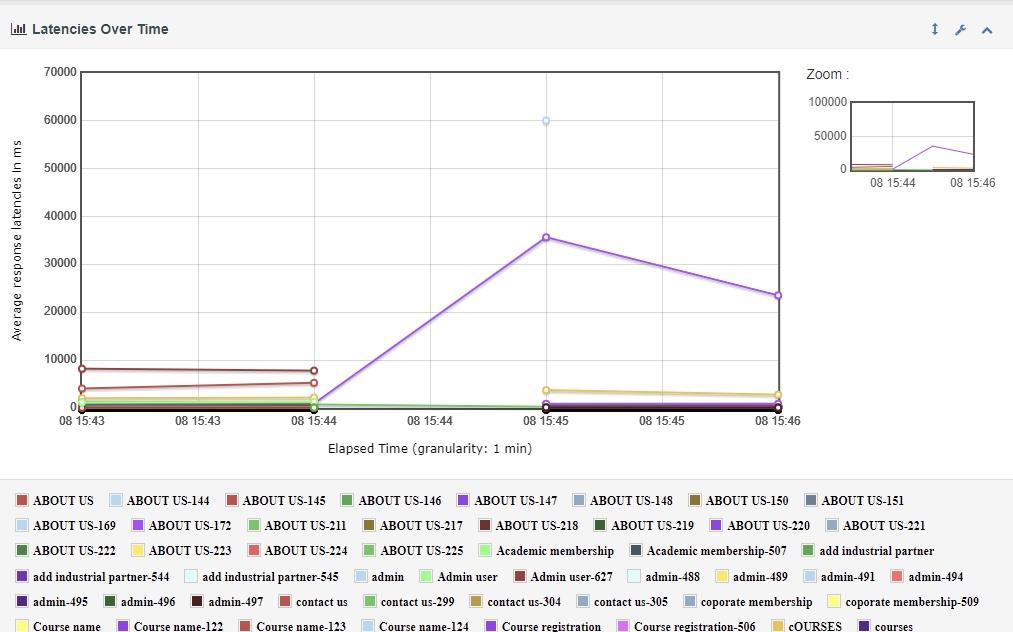 Latencies Over Time
Zoom :
70000
60000
50000
40000
30000
20000
10000
0
Average response latencies in ms
08 15:43 08 15:43 08 15:44 08 15:44 08 15:45 08 15:45 08 15:46
Elapsed Time (granularity: 1 min)
100000
50000
0
08 15:44 08 15:46
ABOUT US ABOUT US-144 ABOUT US-145 ABOUT US-146 ABOUT US-147 ABOUT US-148 ABOUT US-150 ABOUT US-151
ABOUT US-169 ABOUT US-172 ABOUT US-211 ABOUT US-217 ABOUT US-218 ABOUT US-219 ABOUT US-220 ABOUT US-221
ABOUT US-222 ABOUT US-223 ABOUT US-224 ABOUT US-225 Academic membership Academic membership-507 add industrial partner
add industrial partner-544 add industrial partner-545 admin Admin user Admin user-627 admin-488 admin-489 admin-491 admin-494
admin-495 admin-496 admin-497 contact us contact us-299 contact us-304 contact us-305 coporate membership coporate membership-509
Course name Course name-122 Course name-123 Course name-124 Course registration Course registration-506 cOURSES courses